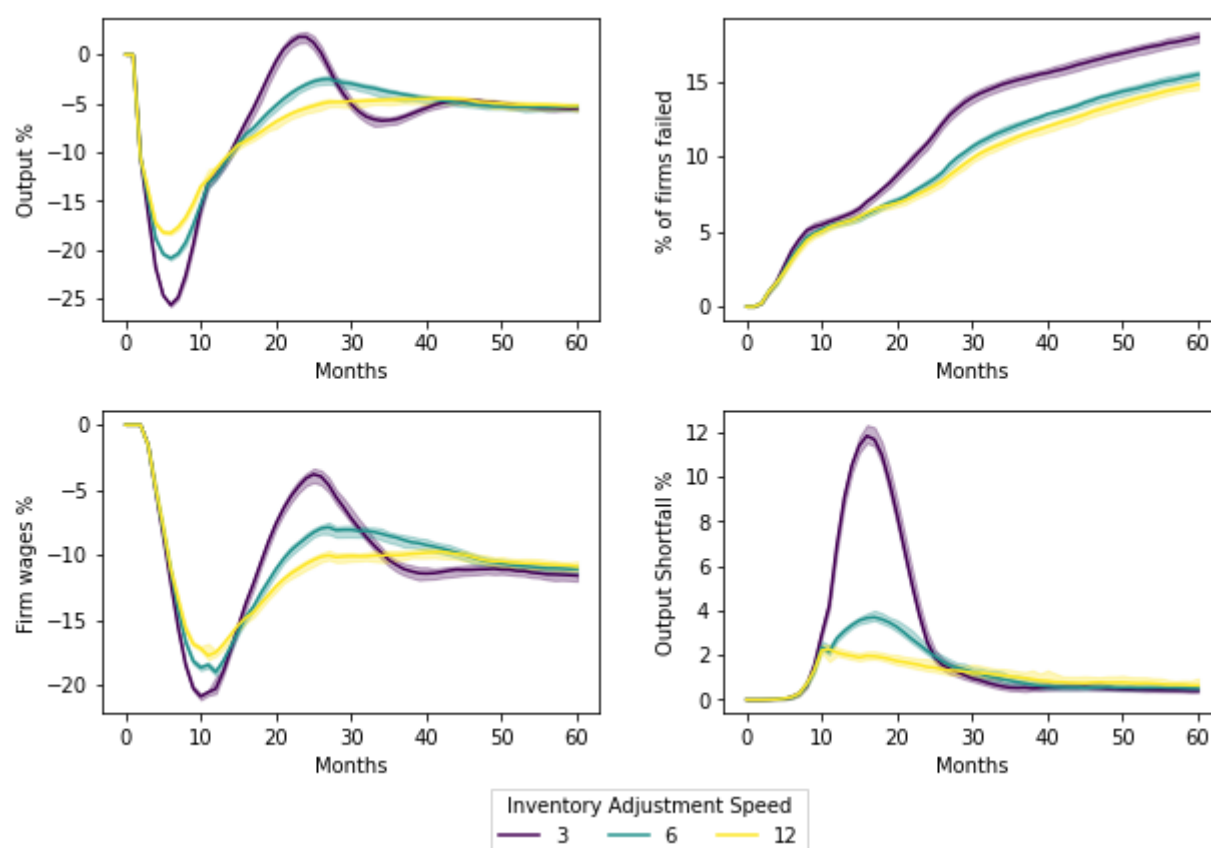 Output %
0
−5
−10
−15
−20
−25
0 10 20 30 40 50 60
Months
% of firms failed
15
10
5
0
0 10 20 30 40 50 60
Months
Firm wages %
0
−5
−10
−15
−20
0 10 20 30 40 50 60
Months
Output Shortfall %
12
10
8
6
4
2
0
0 10 20 30 40 50 60
Months
Inventory Adjustment Speed
3 6 12